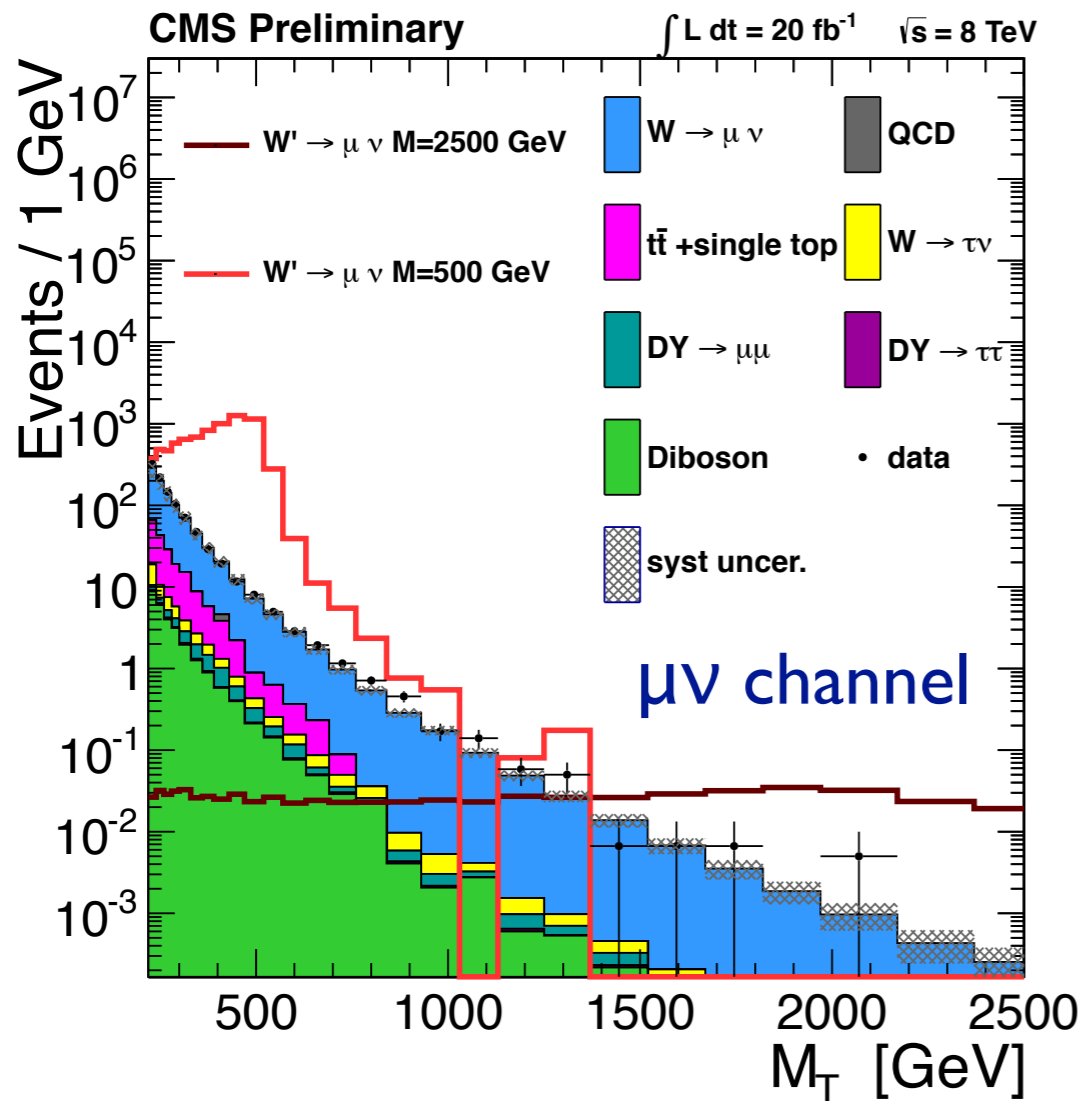 CMS Preliminary ∫ L dt = 20 fb⁻¹ √s = 8 TeV
Events / 1 GeV
10⁷
10⁶
10⁵
10⁴
10³
10²
10
1
10⁻¹
10⁻²
10⁻³
W' → μ ν M=2500 GeV
W' → μ ν M=500 GeV
W → μ ν
QCD
tt̄ +single top
W → τν
DY → μμ
DY → ττ
Diboson
data
syst uncer.
μν channel
500 1000 1500 2000 2500
M_T [GeV]